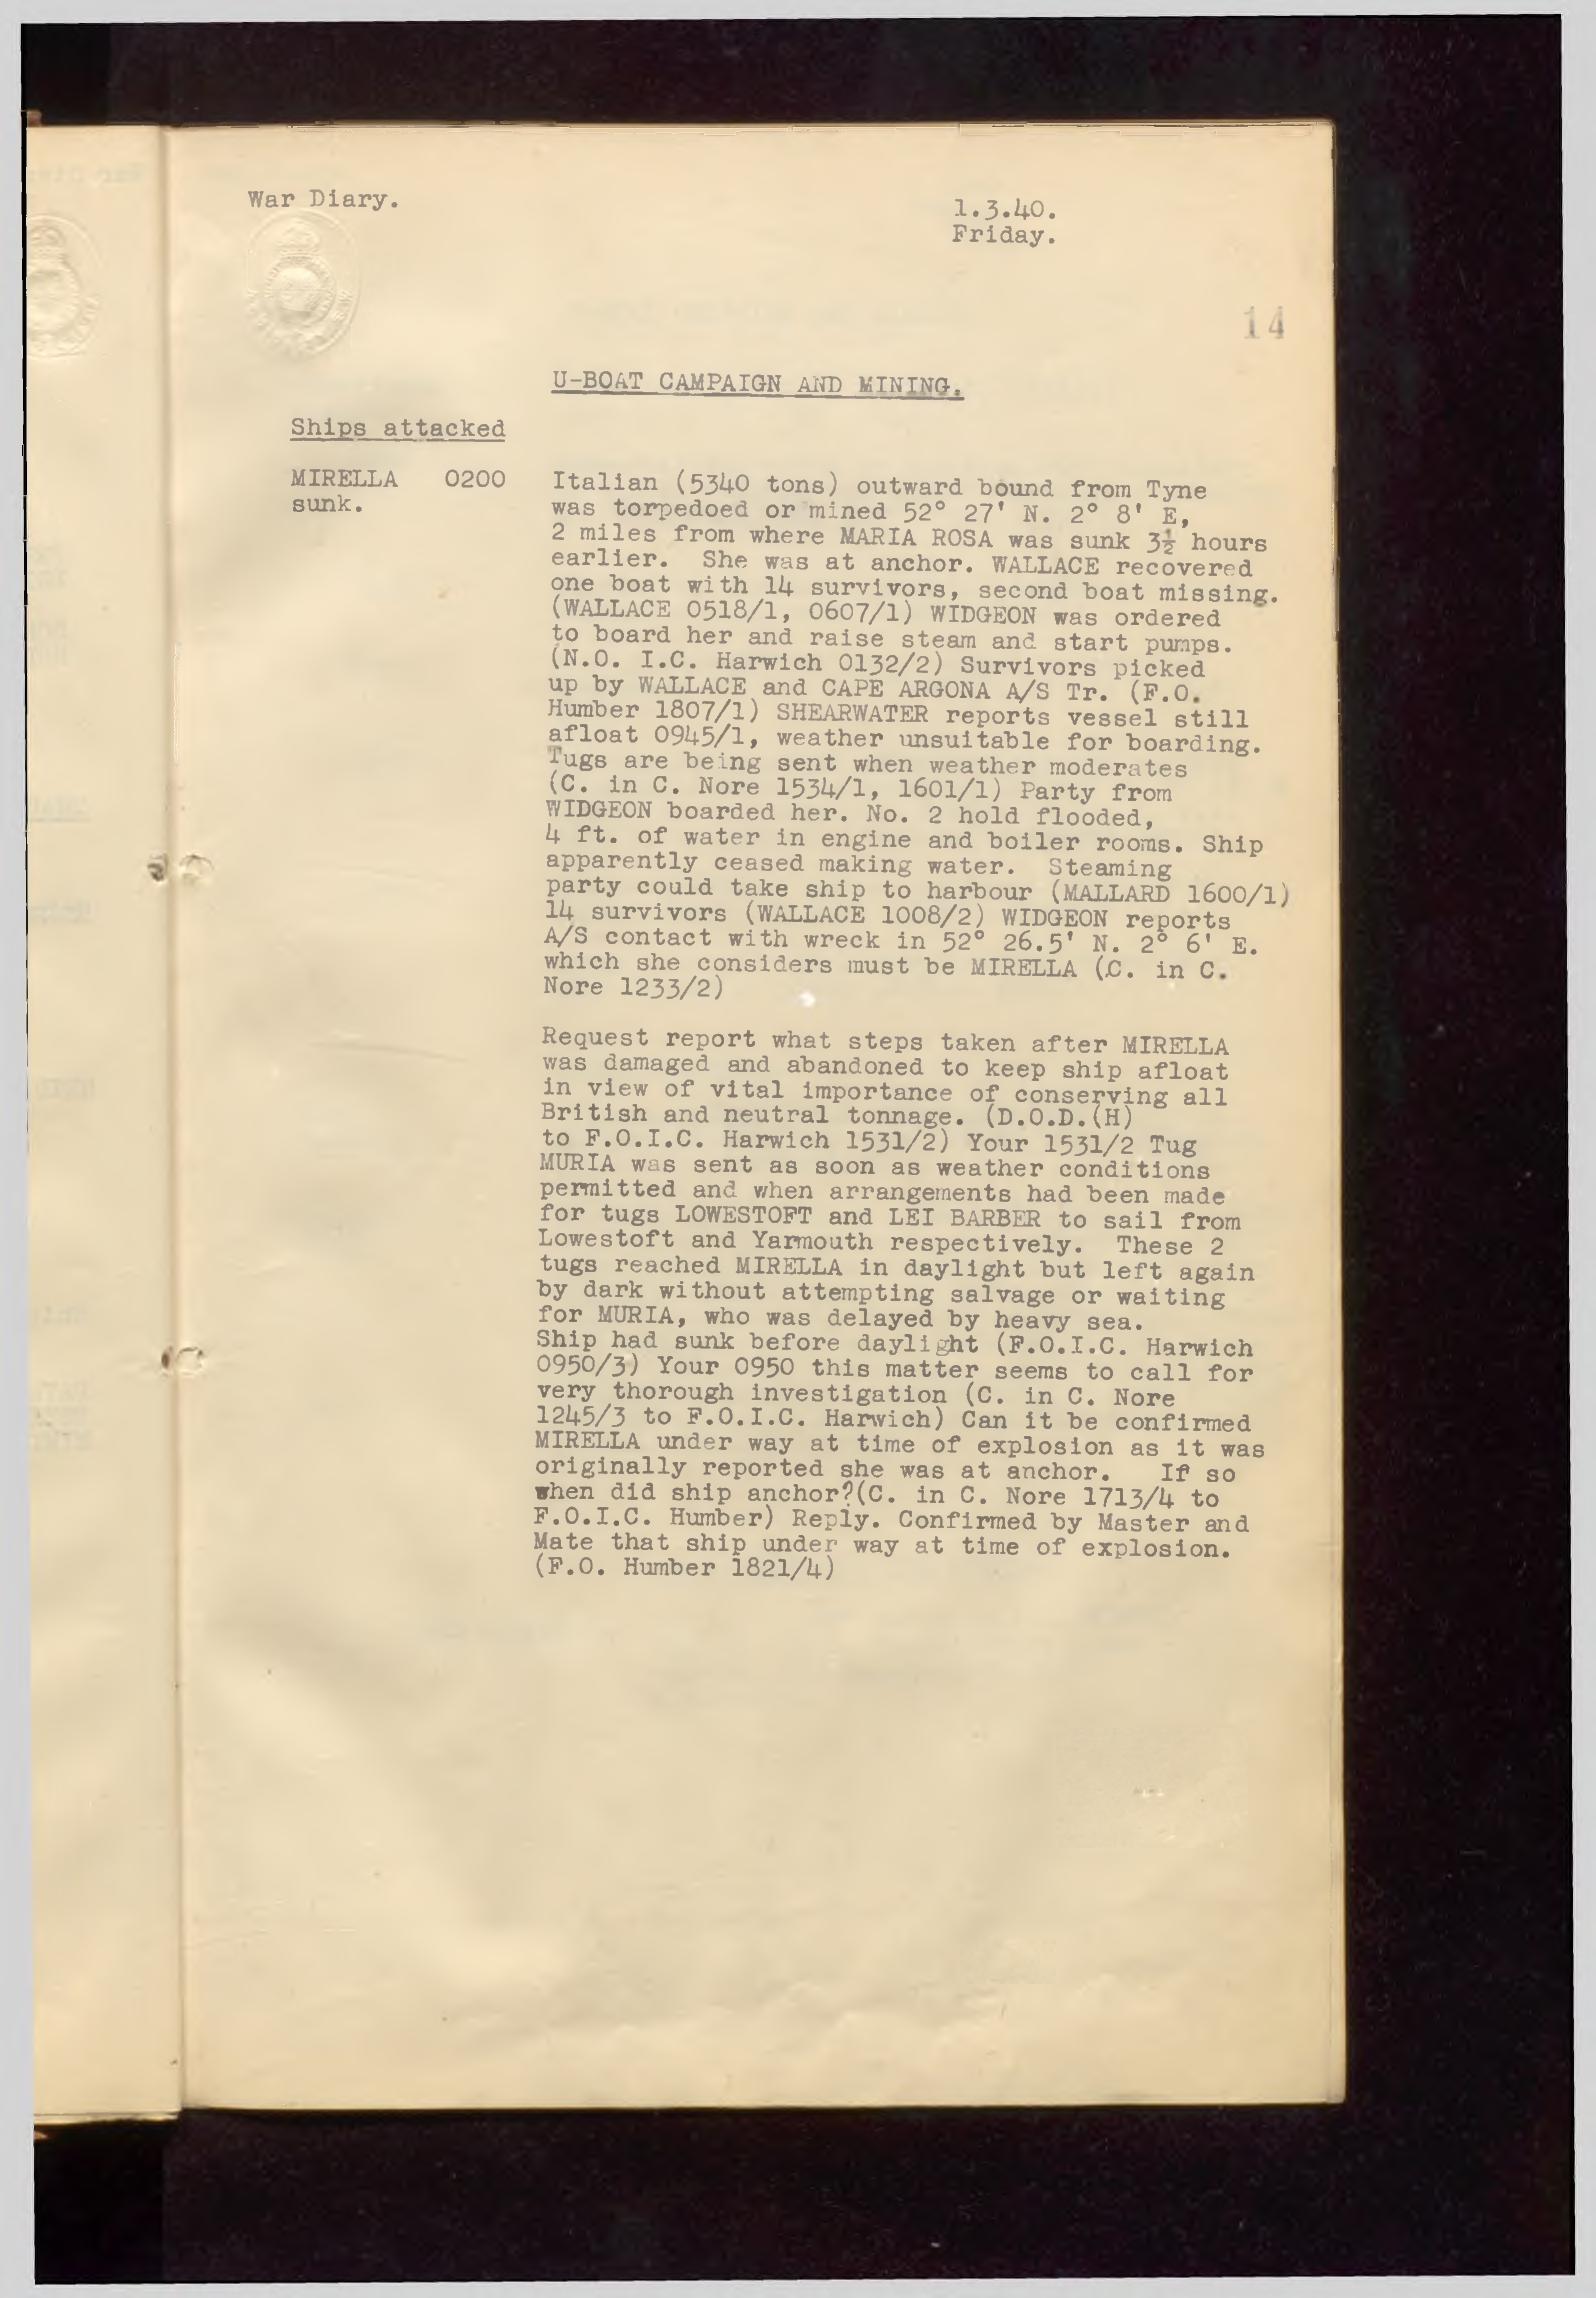 War Diary.
1.3.40.
Friday.
14
U-BOAT CAMPAIGN AND MINING.
Ships attacked
MIRELLA 0200
sunk.
Italian (5340 tons) outward bound from Tyne
was torpedoed or mined 52° 27' N. 2° 8' E,
2 miles from where MARIA ROSA was sunk 3½ hours
earlier. She was at anchor. WALLACE recovered
one boat with 14 survivors, second boat missing.
(WALLACE 0518/1, 0607/1) WIDGEON was ordered
to board her and raise steam and start pumps.
(N.O. I.C. Harwich 0132/2) Survivors picked
up by WALLACE and CAPE ARGONA A/S Tr. (F.O.
Humber 1807/1) SHEARWATER reports vessel still
afloat 0945/1, weather unsuitable for boarding.
Tugs are being sent when weather moderates
(C. in C. Nore 1534/1, 1601/1) Party from
WIDGEON boarded her. No. 2 hold flooded,
4 ft. of water in engine and boiler rooms. Ship
apparently ceased making water. Steaming
party could take ship to harbour (MALLARD 1600/1)
14 survivors (WALLACE 1008/2) WIDGEON reports
A/S contact with wreck in 52° 26.5' N. 2° 6' E.
which she considers must be MIRELLA (C. in C.
Nore 1233/2)
Request report what steps taken after MIRELLA
was damaged and abandoned to keep ship afloat
in view of vital importance of conserving all
British and neutral tonnage. (D.O.D.(H)
to F.O.I.C. Harwich 1531/2) Your 1531/2 Tug
MURIA was sent as soon as weather conditions
permitted and when arrangements had been made
for tugs LOWESTOFT and LEI BARBER to sail from
Lowestoft and Yarmouth respectively. These 2
tugs reached MIRELLA in daylight but left again
by dark without attempting salvage or waiting
for MURIA, who was delayed by heavy sea.
Ship had sunk before daylight (F.O.I.C. Harwich
0950/3) Your 0950 this matter seems to call for
very thorough investigation (C. in C. Nore
1245/3 to F.O.I.C. Harwich) Can it be confirmed
MIRELLA under way at time of explosion as it was
originally reported she was at anchor. If so
when did ship anchor?(C. in C. Nore 1713/4 to
F.O.I.C. Humber) Reply. Confirmed by Master and
Mate that ship under way at time of explosion.
(F.O. Humber 1821/4)